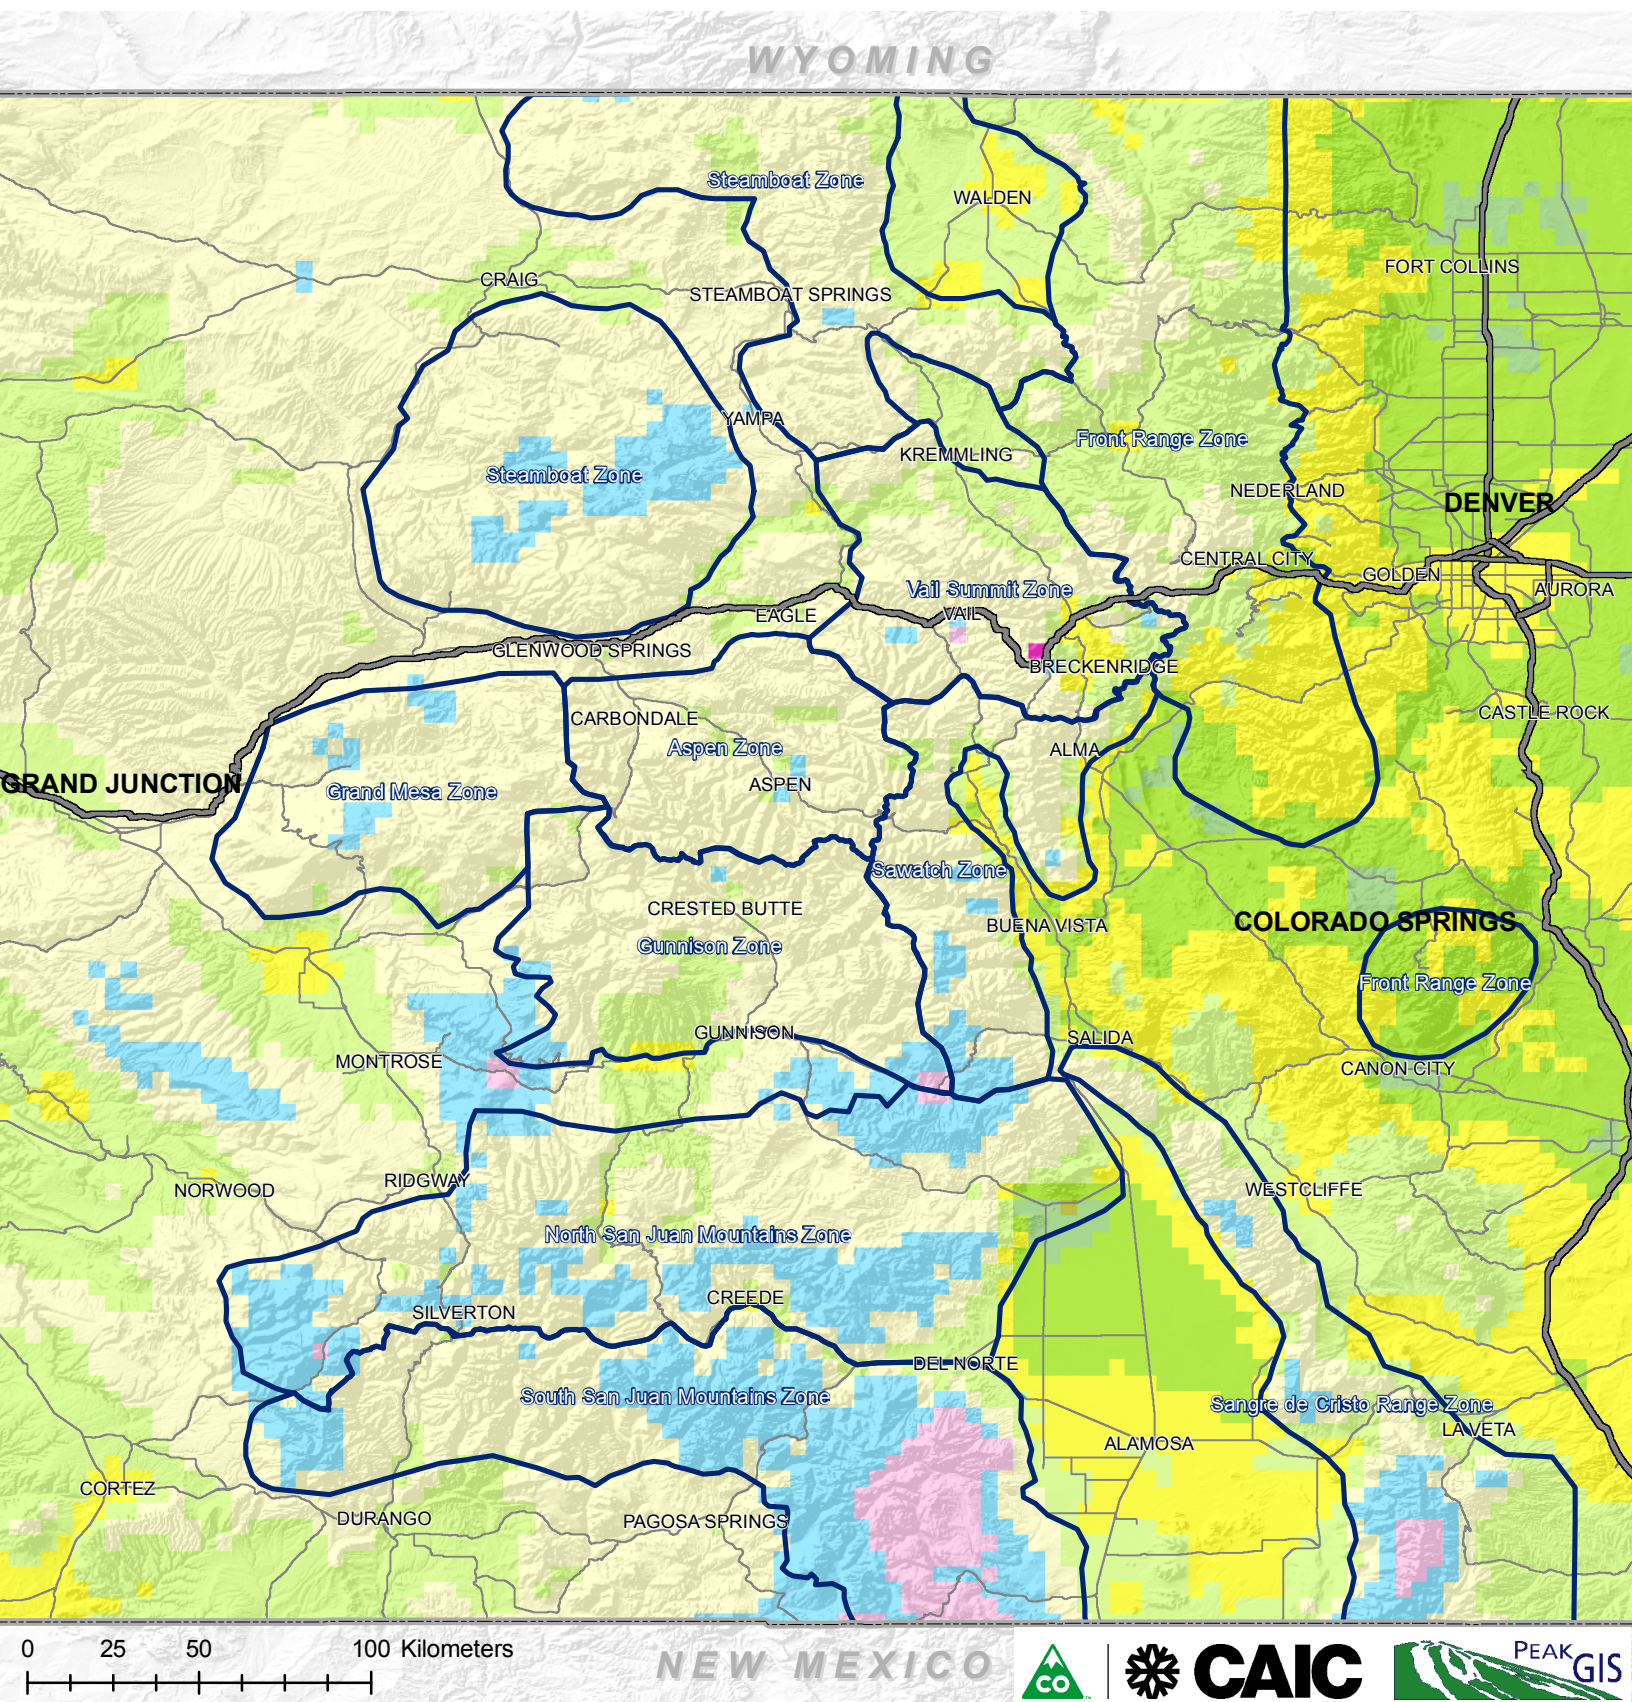 WYOMING
Steamboat Zone
WALDEN
FORT COLLINS
CRAIG
STEAMBOAT SPRINGS
YAMPA
Front Range Zone
KREMMLING
Steamboat Zone
NEDERLAND
DENVER
CENTRAL CITY
GOLDEN
AURORA
Vail Summit Zone
VAIL
EAGLE
GLENWOOD SPRINGS
BRECKENRIDGE
CARBONDALE
CASTLE ROCK
Aspen Zone
ALMA
GRAND JUNCTION
ASPEN
Grand Mesa Zone
Sawatch Zone
CRESTED BUTTE
BUENA VISTA
COLORADO SPRINGS
Gunnison Zone
Front Range Zone
GUNNISON
SALIDA
MONTROSE
CANON CITY
RIDGWAY
NORWOOD
WESTCLIFFE
North San Juan Mountains Zone
CREEDE
SILVERTON
DEL NORTE
South San Juan Mountains Zone
Sangre de Cristo Range Zone
LA VETA
ALAMOSA
CORTEZ
DURANGO
PAGOSA SPRINGS
0 25 50 100 Kilometers
NEW MEXICO
CO
CAIC
PEAK GIS